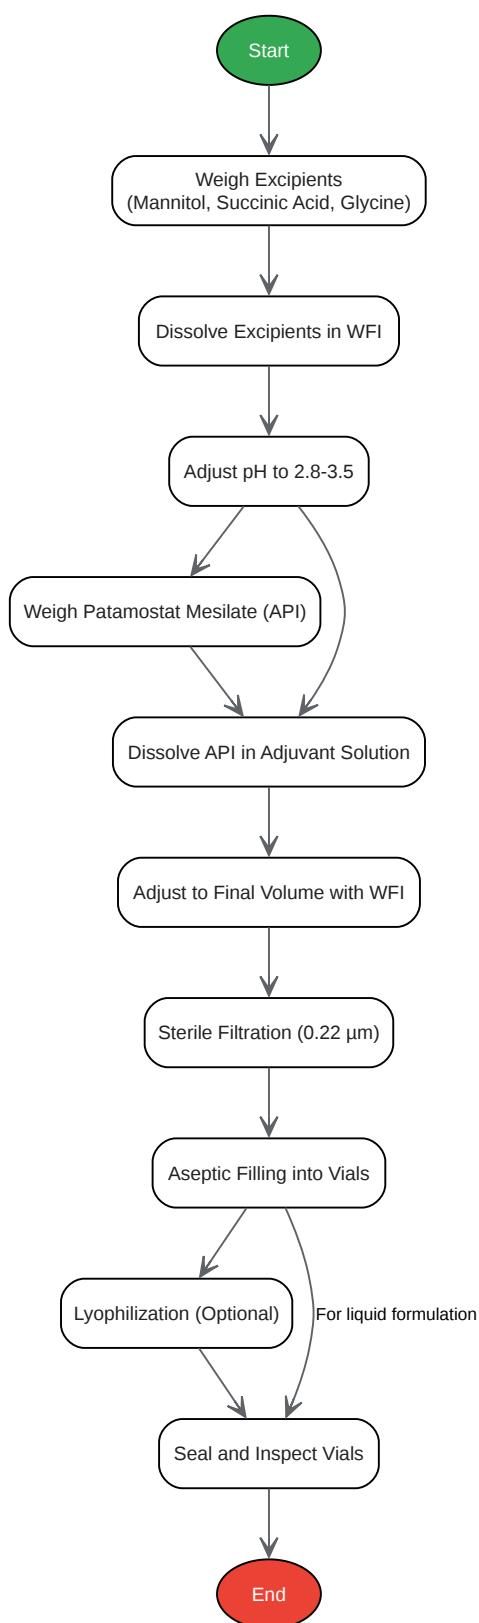 Start
Weigh Excipients
(Mannitol, Succinic Acid, Glycine)
Dissolve Excipients in WFI
Adjust pH to 2.8-3.5
Weigh Patamostat Mesilate (API)
Dissolve API in Adjuvant Solution
Adjust to Final Volume with WFI
Sterile Filtration (0.22 µm)
Aseptic Filling into Vials
Lyophilization (Optional)
For liquid formulation
Seal and Inspect Vials
End